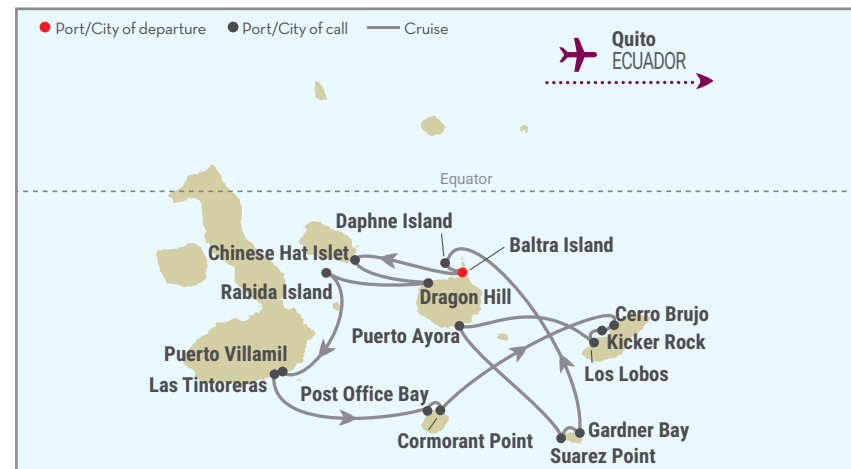 Port/City of departure
Port/City of call
Cruise
Quito
ECUADOR
Equator
Daphne Island
Baltra Island
Chinese Hat Islet
Rabida Island
Dragon Hill
Cerro Brujo
Puerto Ayora
Kicker Rock
Puerto Villamil
Los Lobos
Las Tintoreras
Post Office Bay
Gardner Bay
Cormorant Point
Suarez Point